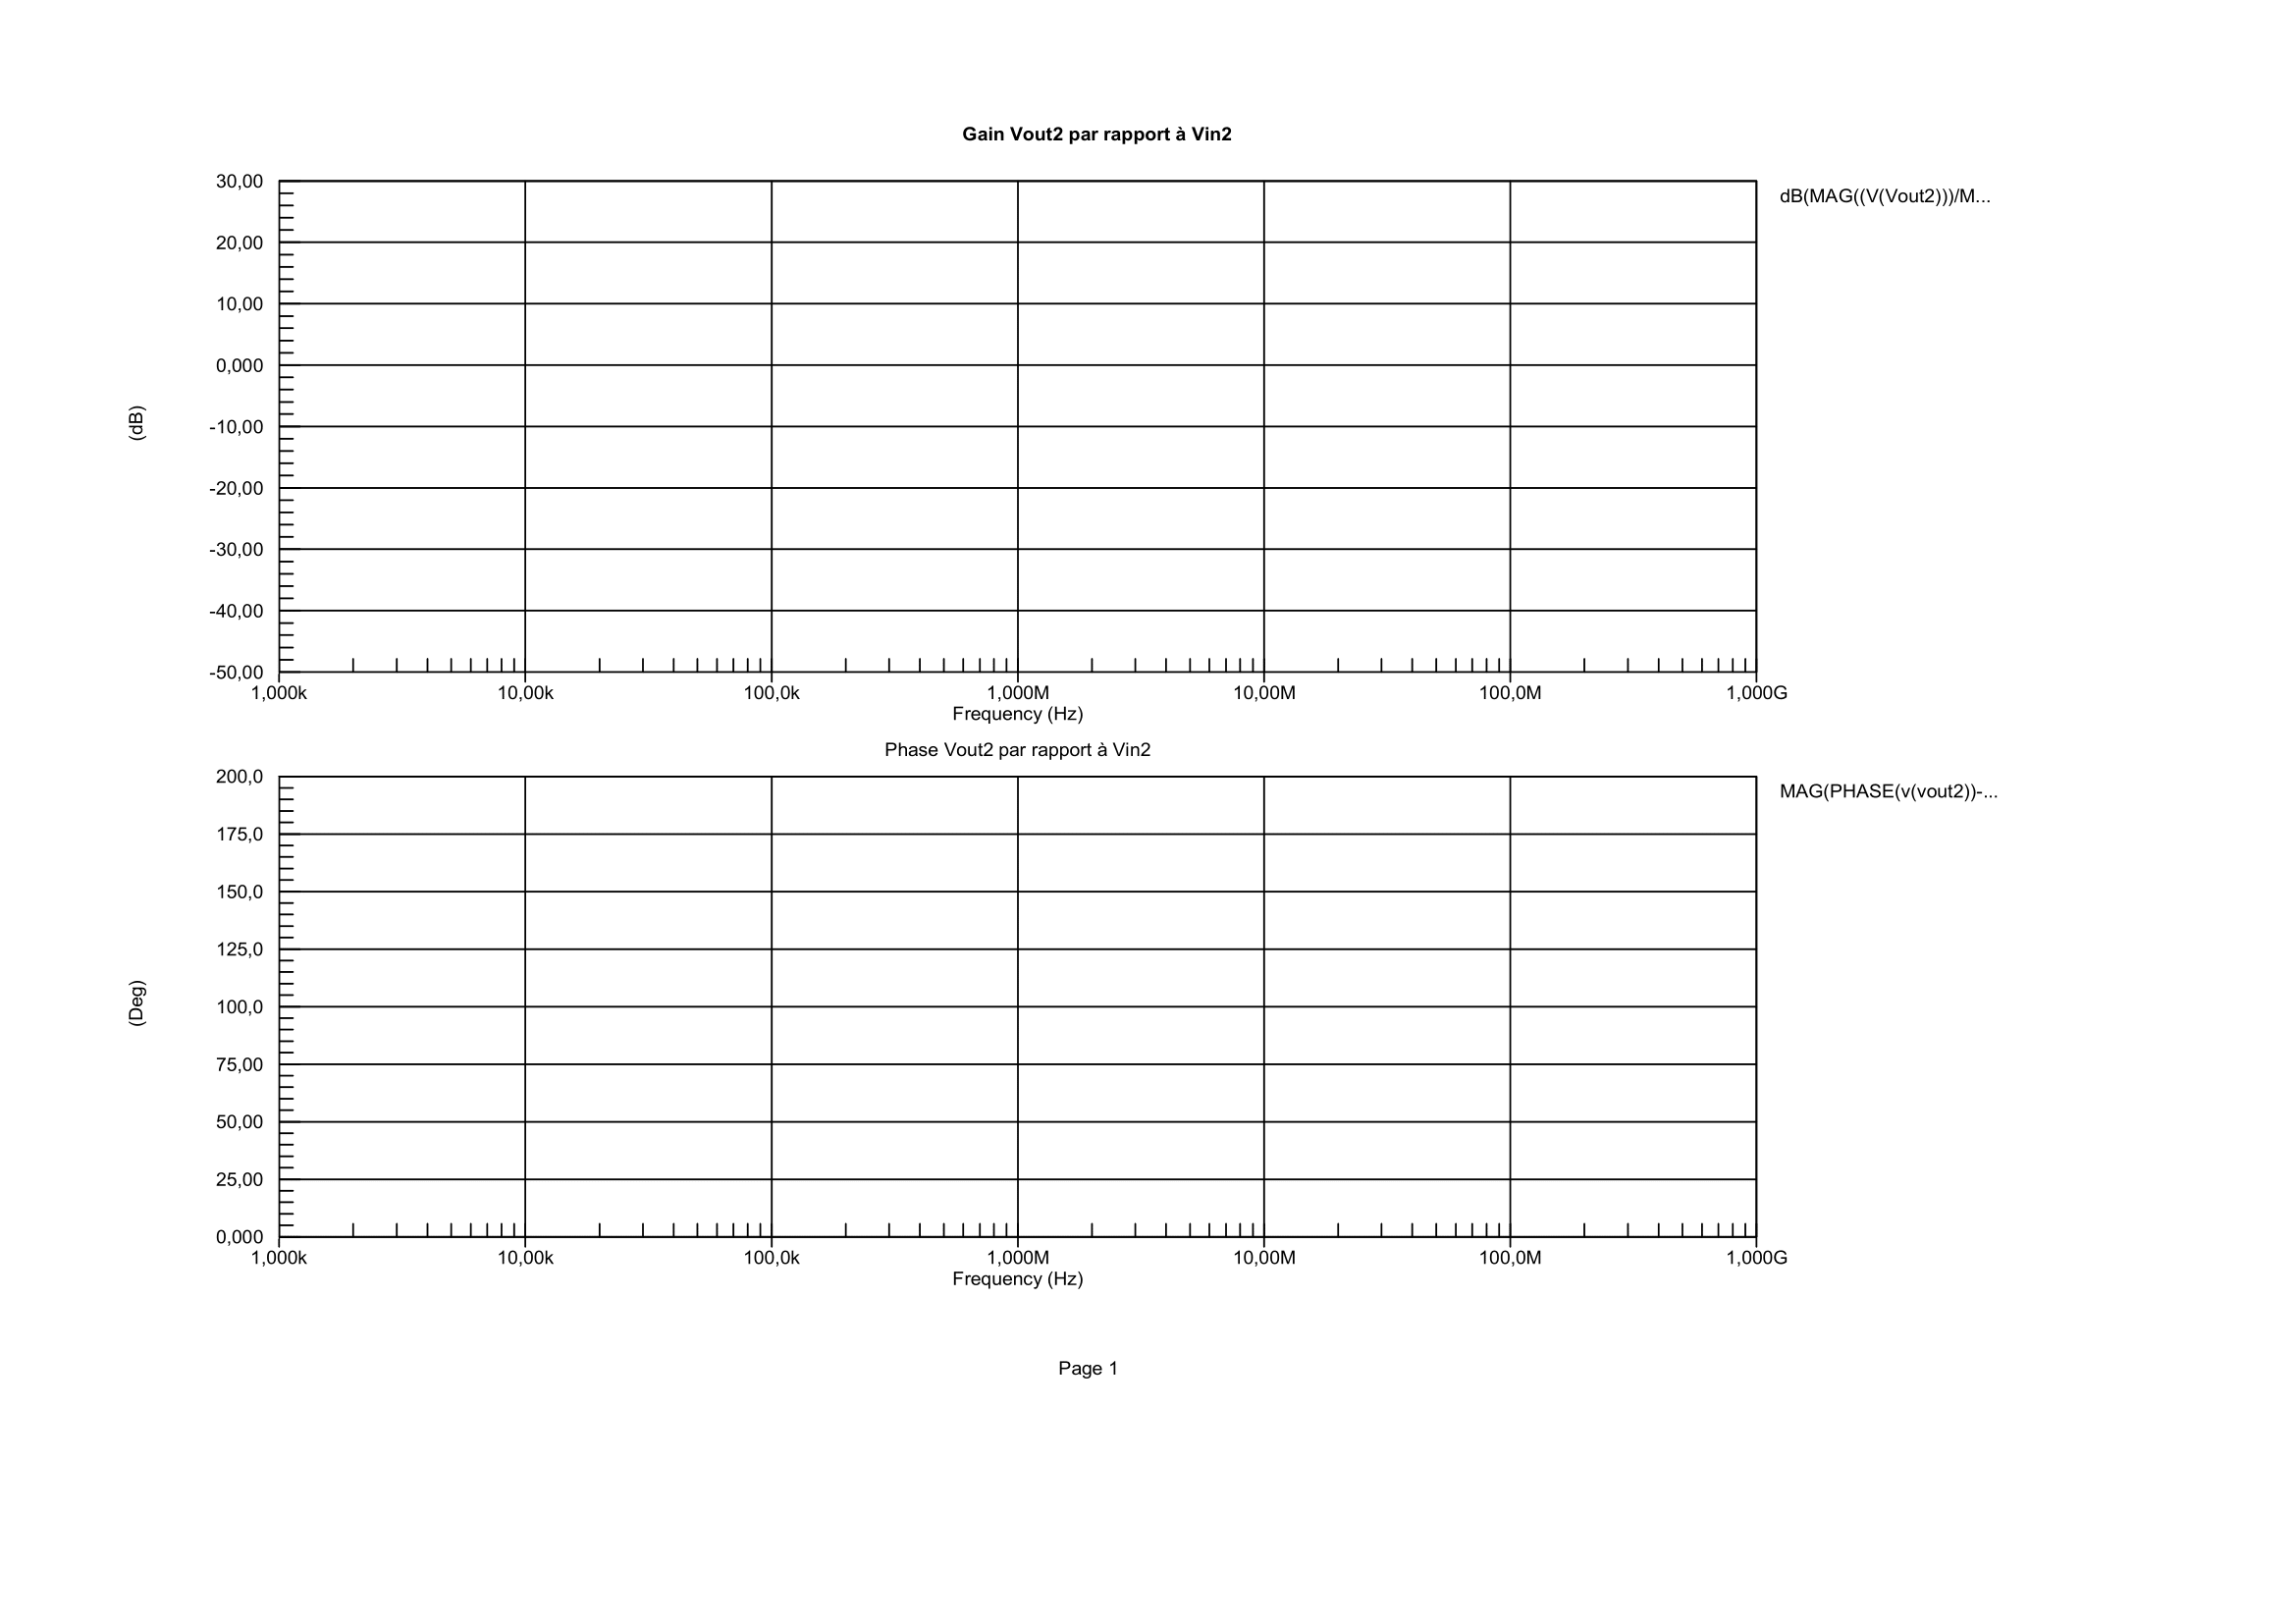 Gain Vout2 par rapport à Vin2
30,00
dB(MAG((V(Vout2)))/M...
20,00
10,00
0,000
(dB)
-10,00
-20,00
-30,00
-40,00
-50,00
1,000k 10,00k 100,0k 1,000M 10,00M 100,0M 1,000G
Frequency (Hz)
Phase Vout2 par rapport à Vin2
200,0
MAG(PHASE(v(vout2))-...
175,0
150,0
125,0
(Deg)
100,0
75,00
50,00
25,00
0,000
1,000k 10,00k 100,0k 1,000M 10,00M 100,0M 1,000G
Frequency (Hz)
Page 1